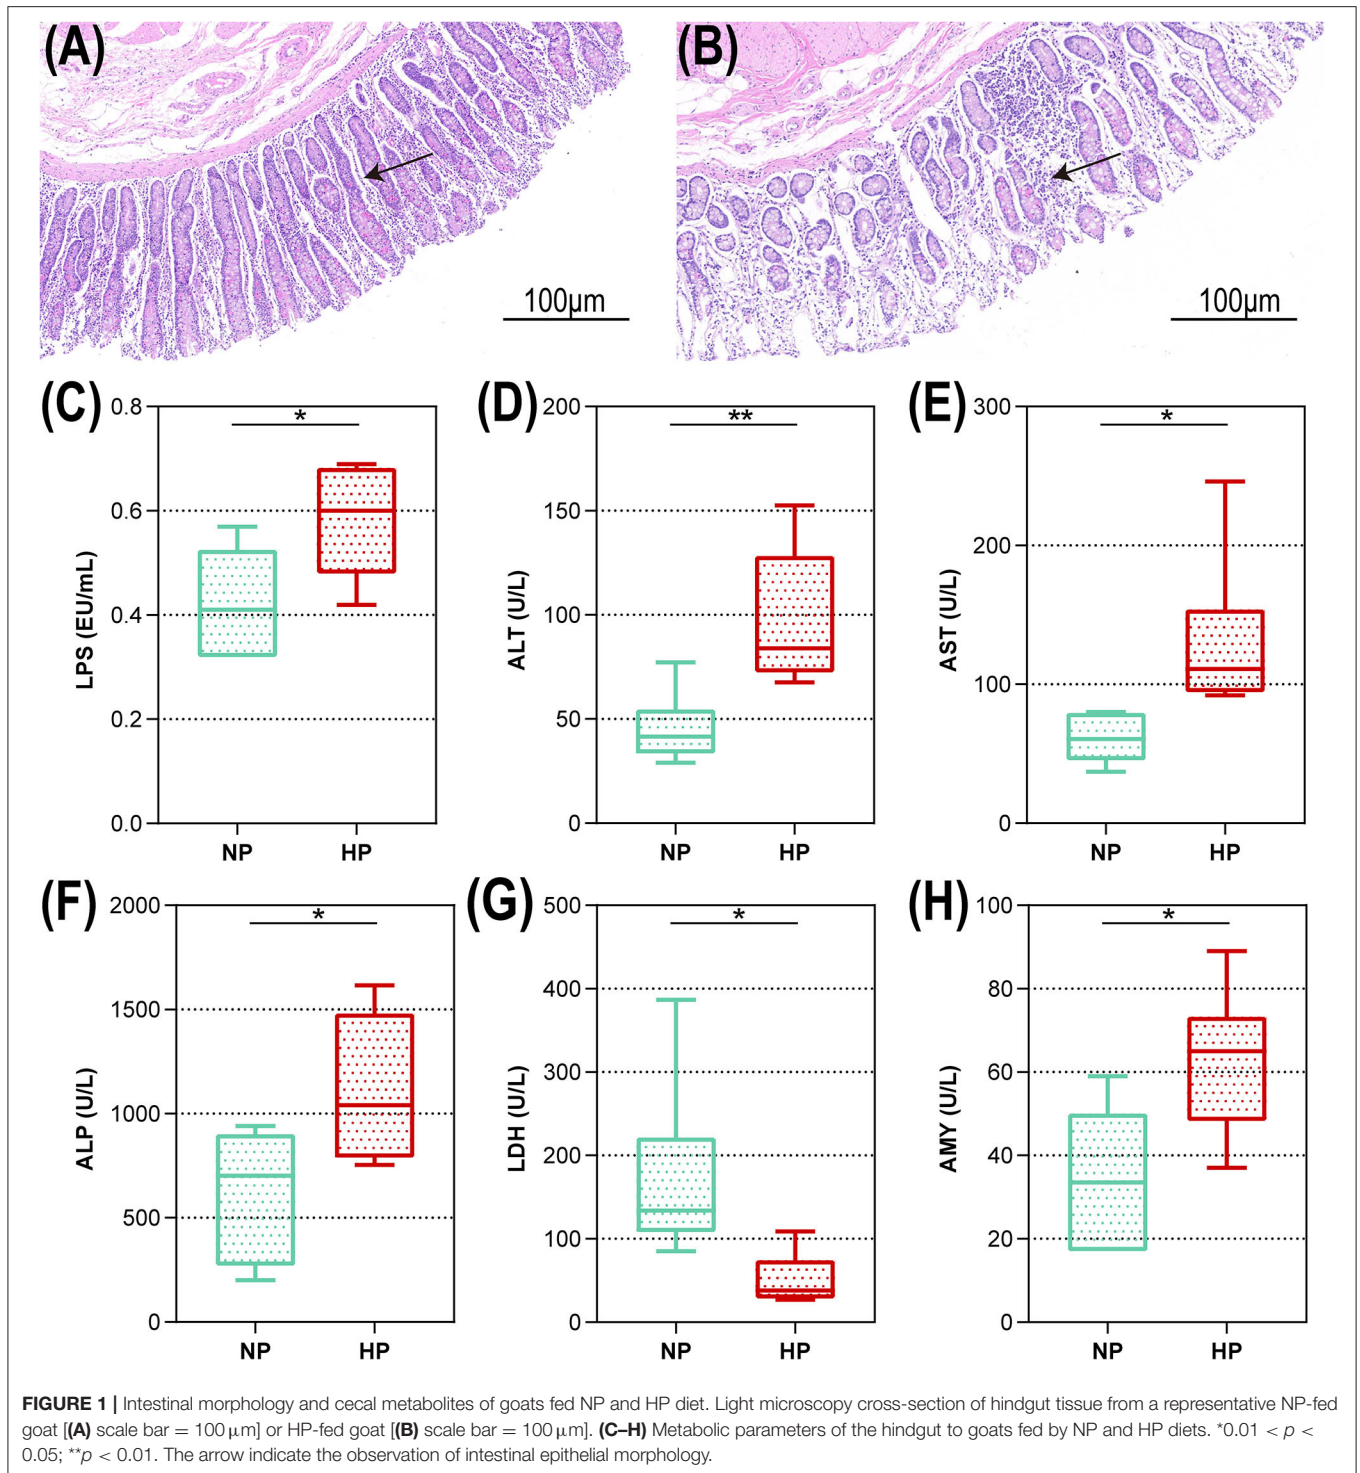 (A)
(B)
100μm
100μm
(C)
LPS (EU/mL)
0.8
0.6
0.4
0.2
0.0
*
NP
HP
(D)
ALT (U/L)
200
150
100
50
0
**
NP
HP
(E)
AST (U/L)
300
200
100
0
*
NP
HP
(F)
ALP (U/L)
2000
1500
1000
500
0
*
NP
HP
(G)
LDH (U/L)
500
400
300
200
100
0
*
NP
HP
(H)
AMY (U/L)
100
80
60
40
20
0
*
NP
HP
FIGURE 1 | Intestinal morphology and cecal metabolites of goats fed NP and HP diet. Light microscopy cross-section of hindgut tissue from a representative NP-fed
goat [(A) scale bar = 100 μm] or HP-fed goat [(B) scale bar = 100 μm]. (C–H) Metabolic parameters of the hindgut to goats fed by NP and HP diets. *0.01 < p <
0.05; **p < 0.01. The arrow indicate the observation of intestinal epithelial morphology.